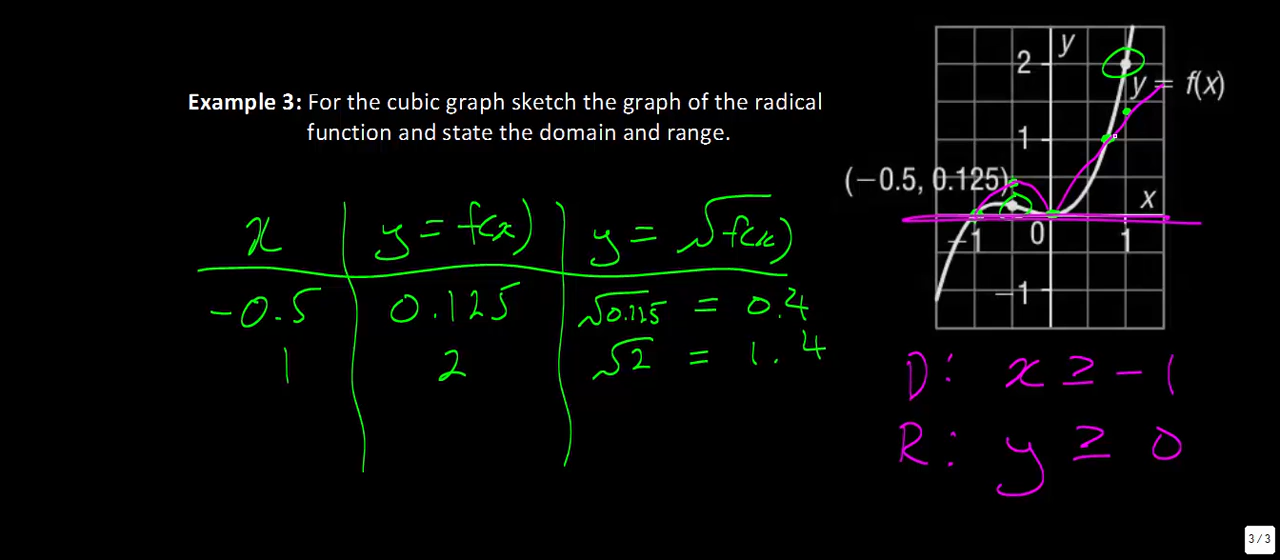 Example 3: For the cubic graph sketch the graph of the radical
function and state the domain and range.
x y = f(x) y = √f(x)
-0.5 0.125 √0.125 = 0.4
1 2 √2 = 1.4
y
2
y = f(x)
1
(−0.5, 0.125)
x
−1 0 1
−1
D: x ≥ -1
R: y ≥ 0
3 / 3